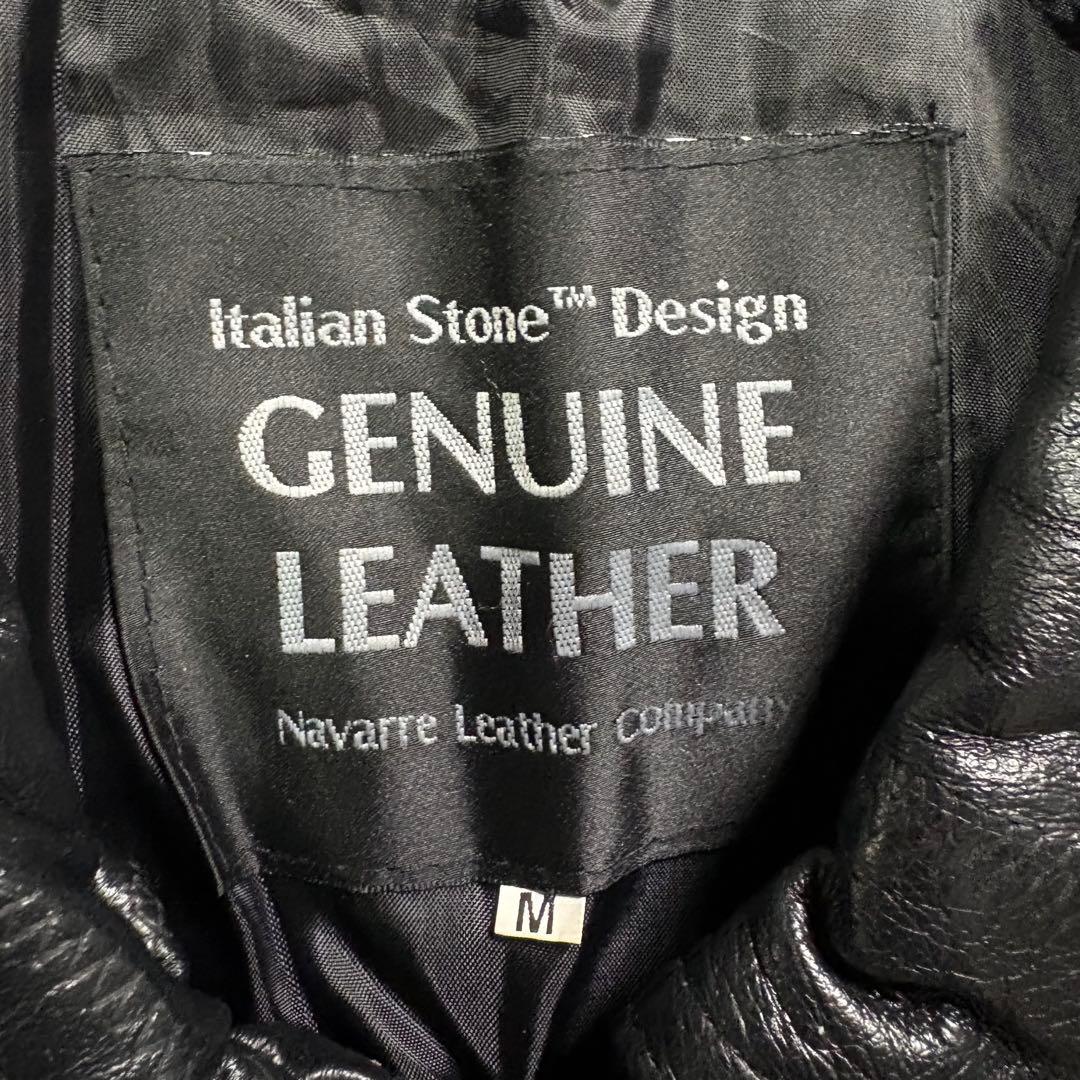 Italian Stone™ Design
GENUINE
LEATHER
Navarre Leather Company
M